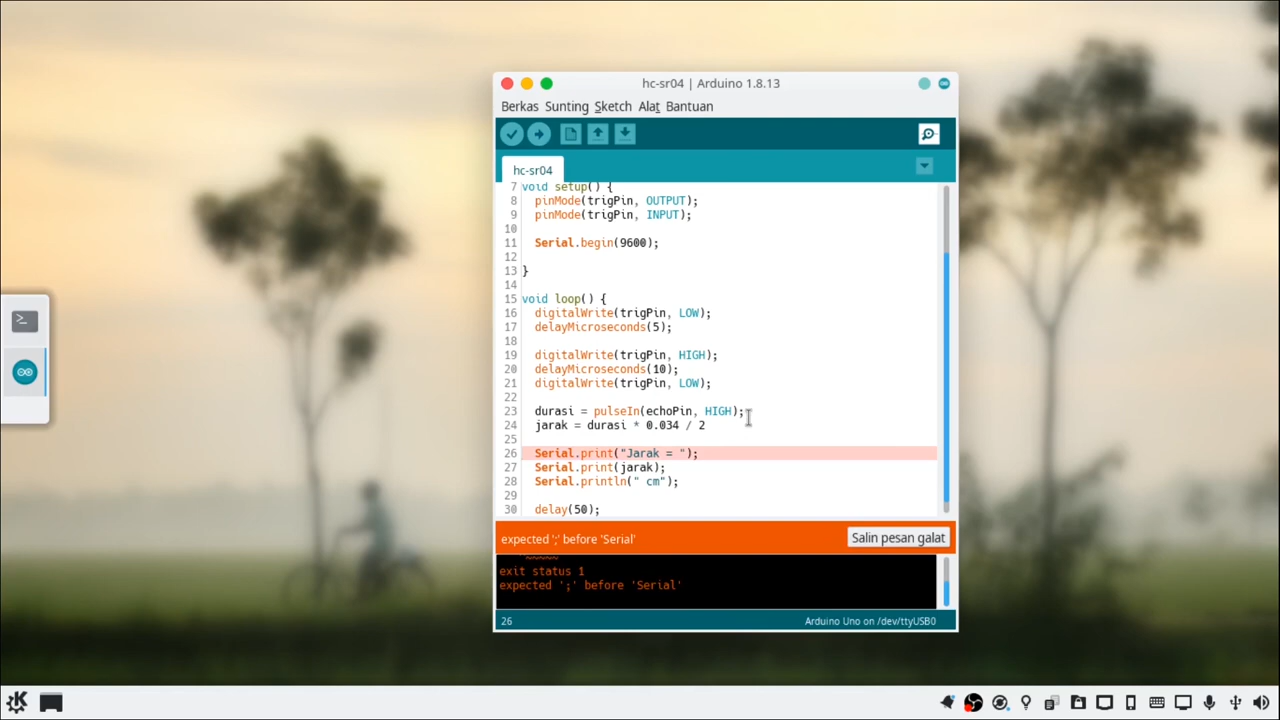 hc-sr04 | Arduino 1.8.13
Berkas Sunting Sketch Alat Bantuan
hc-sr04
7 void setup() {
8 pinMode(trigPin, OUTPUT);
9 pinMode(trigPin, INPUT);
10
11 Serial.begin(9600);
12
13 }
14
15 void loop() {
16 digitalWrite(trigPin, LOW);
17 delayMicroseconds(5);
18
19 digitalWrite(trigPin, HIGH);
20 delayMicroseconds(10);
21 digitalWrite(trigPin, LOW);
22
23 durasi = pulseIn(echoPin, HIGH);
24 jarak = durasi * 0.034 / 2
25
26 Serial.print("Jarak = ");
27 Serial.print(jarak);
28 Serial.println(" cm");
29
30 delay(50);
expected ';' before 'Serial'
Salin pesan galat
~~~~~
exit status 1
expected ';' before 'Serial'
26
Arduino Uno on /dev/ttyUSB0